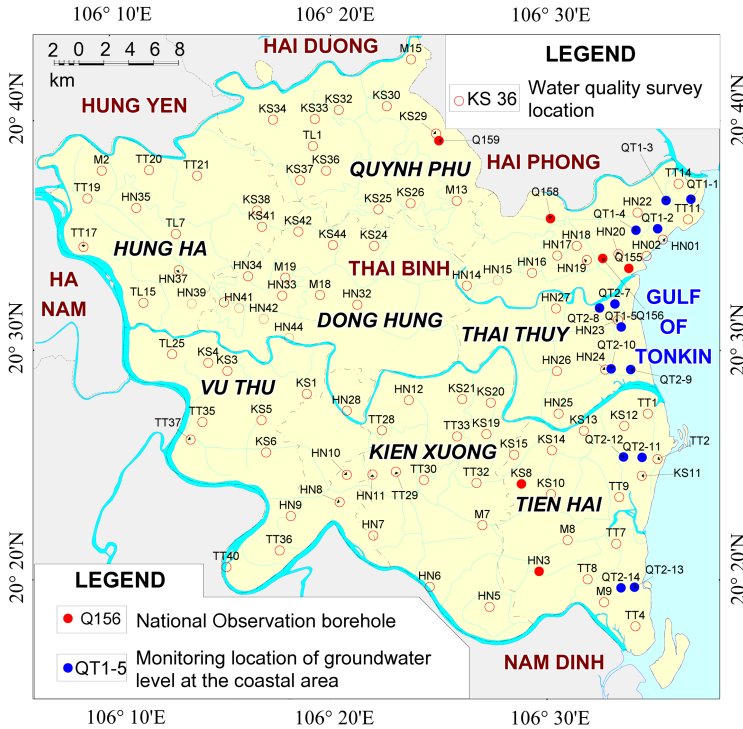 106° 10'E
106° 20'E
106° 30'E
2 0 2 4 6 8
km
HAI DUONG
M15
LEGEND
KS 36
Water quality survey
location
20° 40'N
20° 40'N
HUNG YEN
KS34
KS33
KS32
KS30
KS29
Q159
TL1
QT1-3
M2
TT20
TT21
KS37
KS36
QUYNH PHU
HAI PHONG
TT14
QT1-1
TT19
HN35
KS38
KS25
KS26
M13
Q158
QT1-4
HN22
QT1-2
TT11
KS41
KS42
TT17
TL7
KS44
KS24
HN18
HN20
HN17
HN02
HN01
HUNG HA
THAI BINH
HN19
Q155
HA
NAM
HN37
HN34
M19
HN33
M18
HN14
HN15
HN16
QT2-7
GULF
OF
TONKIN
TL15
HN39
HN41
HN42
HN32
HN27
QT2-8
QT1-5
Q156
HN44
DONG HUNG
THAI THUY
HN23
QT2-10
20° 30'N
20° 30'N
TL25
KS4
KS3
HN26
HN24
QT2-9
VU THU
KS1
HN28
HN12
KS21
KS20
HN25
TT1
TT37
TT35
KS5
TT28
TT33
KS19
KS13
KS12
KS6
KIEN XUONG
KS15
KS14
QT2-12
QT2-11
TT2
HN10
HN8
HN11
TT29
TT30
TT32
KS8
KS10
KS11
TIEN HAI
TT9
HN9
HN7
M7
M8
TT7
TT36
20° 20'N
20° 20'N
TT40
HN6
HN5
HN3
TT8
QT2-14
QT2-13
M9
TT4
LEGEND
Q156
National Observation borehole
QT1-5
Monitoring location of groundwater
level at the coastal area
NAM DINH
106° 10'E
106° 20'E
106° 30'E